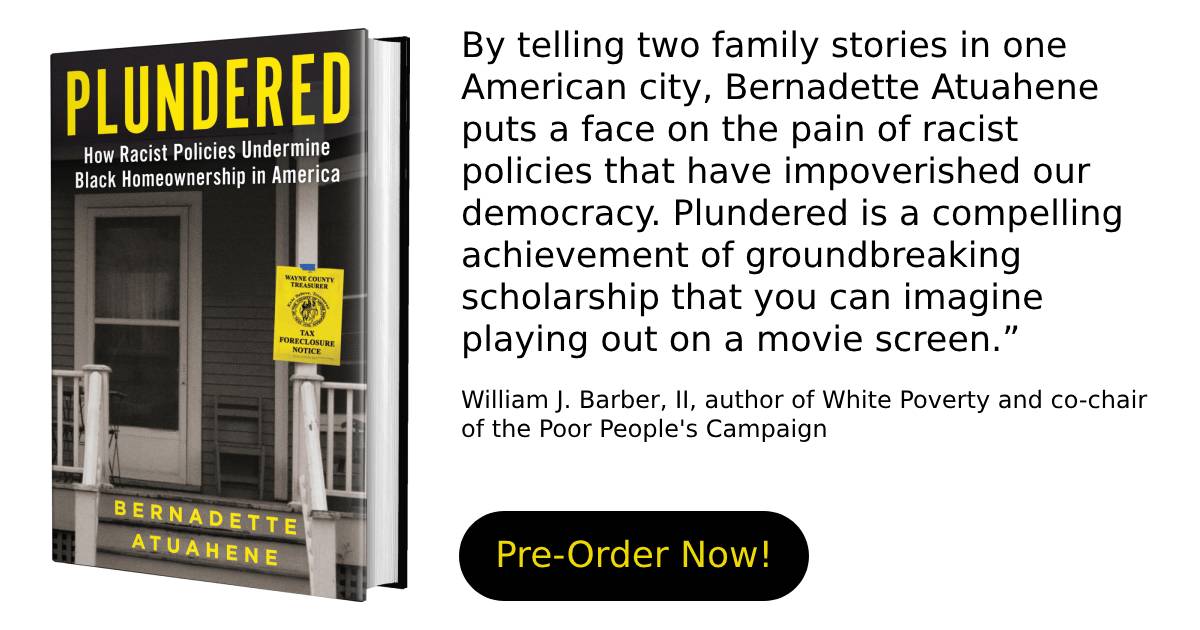 PLUNDERED
How Racist Policies Undermine
Black Homeownership in America
WAYNE COUNTY
TREASURER
TAX
FORECLOSURE
NOTICE
BERNADETTE
ATUAHENE
By telling two family stories in one
American city, Bernadette Atuahene
puts a face on the pain of racist
policies that have impoverished our
democracy. Plundered is a compelling
achievement of groundbreaking
scholarship that you can imagine
playing out on a movie screen.”
William J. Barber, II, author of White Poverty and co-chair
of the Poor People's Campaign
Pre-Order Now!